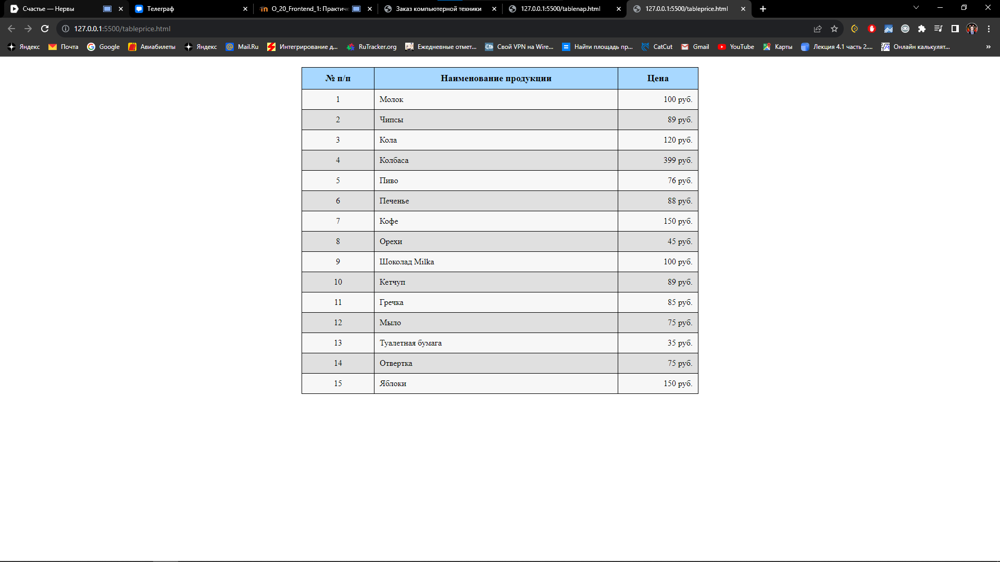 Счастье — Нервы
Телеграф
O_20_Frontend_1: Практиче
Заказ компьютерной техники
127.0.0.1:5500/tablenap.html
127.0.0.1:5500/tableprice.html
127.0.0.1:5500/tableprice.html
Яндекс Почта Google Авиабилеты Яндекс Mail.Ru Интегрирование д... RuTracker.org Ежедневные отмет... Свой VPN на Wire... Найти площадь пр... CatCut Gmail YouTube Карты Лекция 4.1 часть 2.... Онлайн калькулят... »
№ п/п Наименование продукции Цена
1 Молок 100 руб.
2 Чипсы 89 руб.
3 Кола 120 руб.
4 Колбаса 399 руб.
5 Пиво 76 руб.
6 Печенье 88 руб.
7 Кофе 150 руб.
8 Орехи 45 руб.
9 Шоколад Milka 100 руб.
10 Кетчуп 89 руб.
11 Гречка 85 руб.
12 Мыло 75 руб.
13 Туалетная бумага 35 руб.
14 Отвертка 75 руб.
15 Яблоки 150 руб.